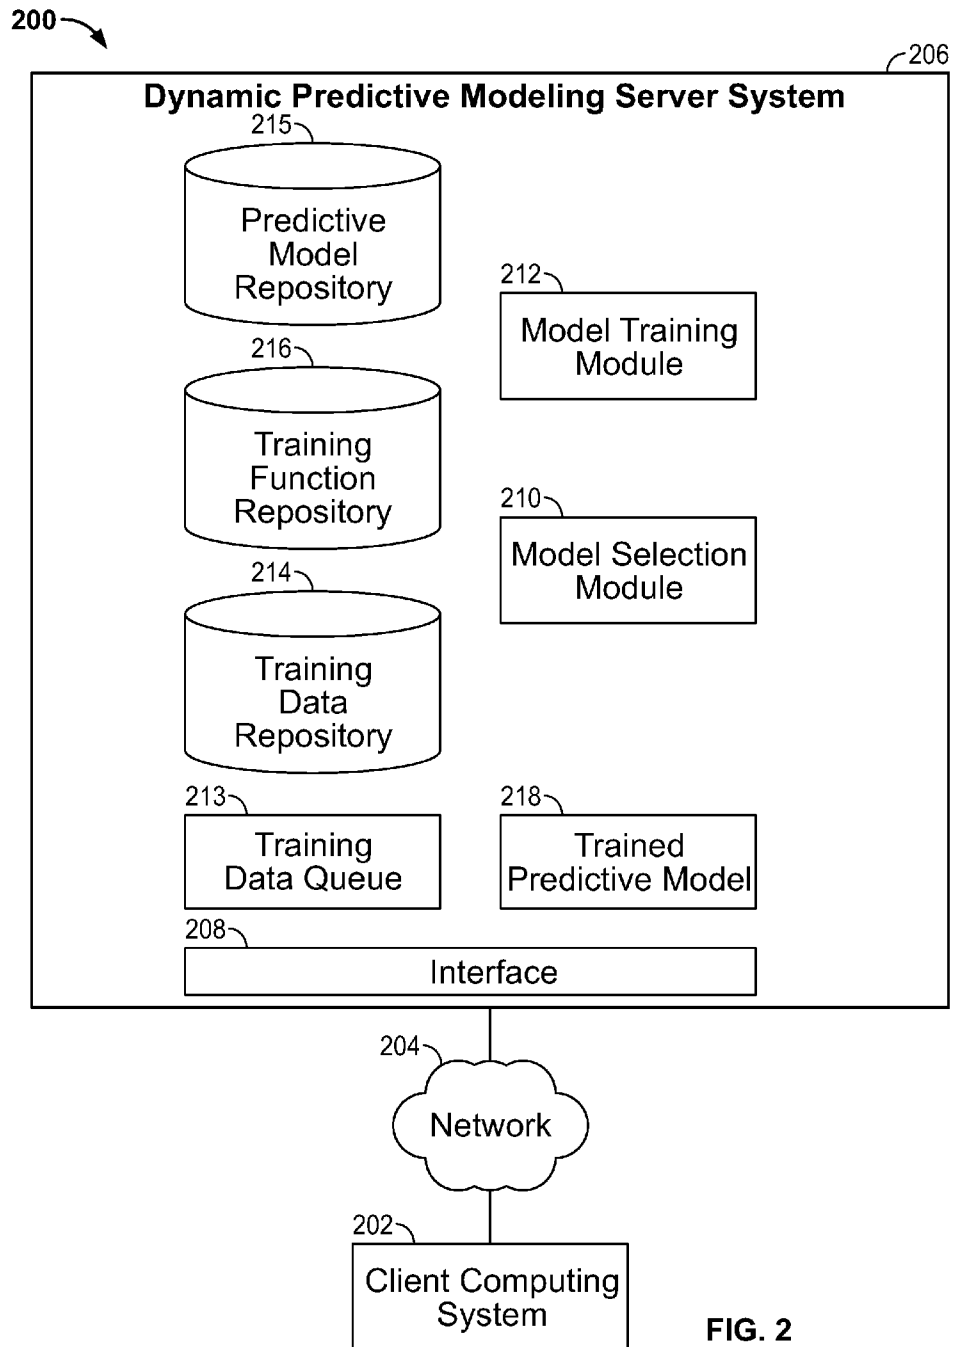 200
206
Dynamic Predictive Modeling Server System
215
Predictive
Model
Repository
212
Model Training
Module
216
Training
Function
Repository
210
Model Selection
Module
214
Training
Data
Repository
213
Training
Data Queue
218
Trained
Predictive Model
208
Interface
204
Network
202
Client Computing
System
FIG. 2